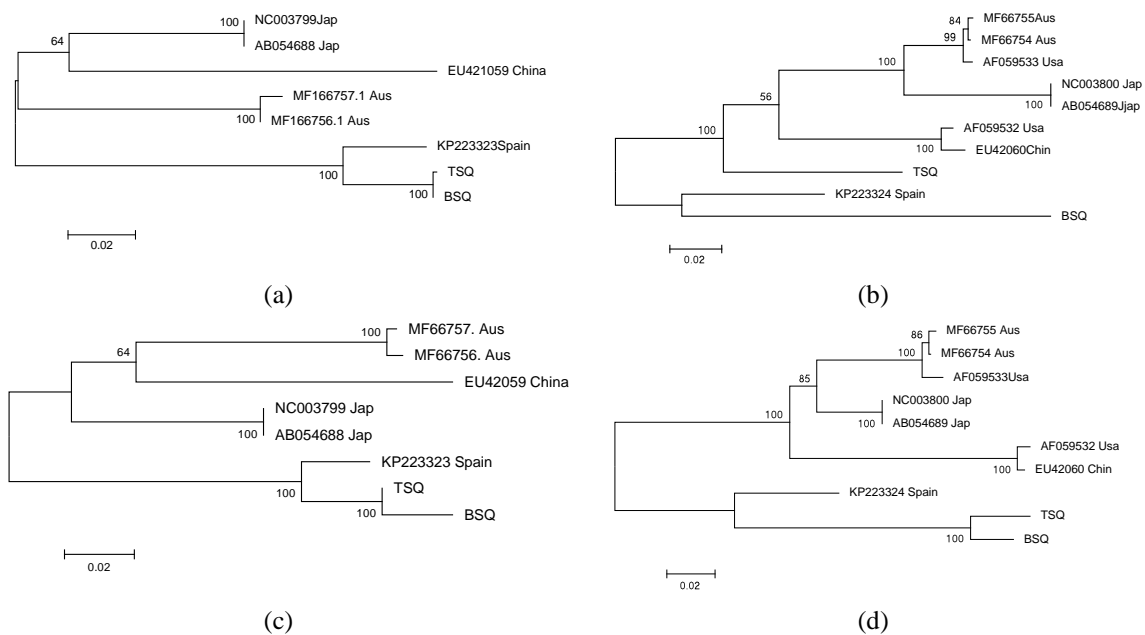 NC003799Jap
100
AB054688 Jap
64
EU421059 China
MF166757.1 Aus
100
MF166756.1 Aus
KP223323Spain
100
TSQ
100
BSQ
0.02
(a)
84
MF66755Aus
99
MF66754 Aus
AF059533 Usa
100
NC003800 Jap
100
AB054689Jjap
56
AF059532 Usa
100
EU42060Chin
100
TSQ
KP223324 Spain
BSQ
0.02
(b)
MF66757. Aus
100
MF66756. Aus
64
EU42059 China
NC003799 Jap
100
AB054688 Jap
KP223323 Spain
100
TSQ
100
BSQ
0.02
(c)
86
MF66755 Aus
MF66754 Aus
100
AF059533Usa
85
NC003800 Jap
100
AB054689 Jap
100
AF059532 Usa
100
EU42060 Chin
KP223324 Spain
TSQ
100
BSQ
0.02
(d)